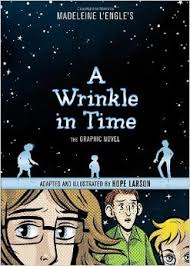 MADELEINE L'ENGLE'S
A
Wrinkle
in Time
THE GRAPHIC NOVEL
ADAPTED AND ILLUSTRATED BY HOPE LARSON